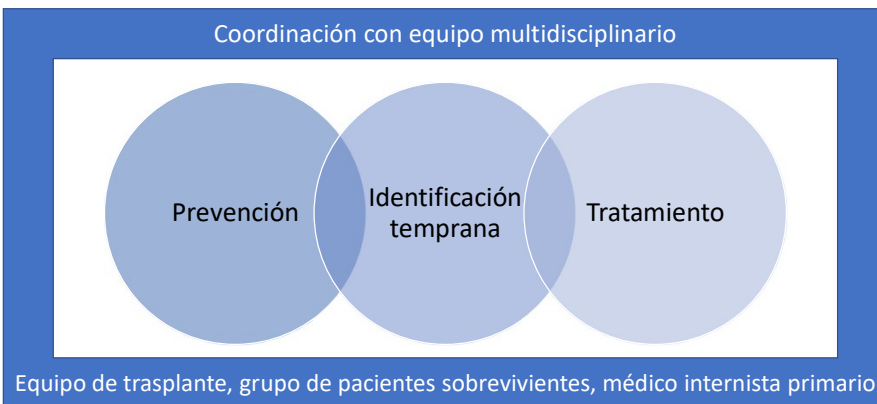 Coordinación con equipo multidisciplinario
Prevención
Identificación
temprana
Tratamiento
Equipo de trasplante, grupo de pacientes sobrevivientes, médico internista primario